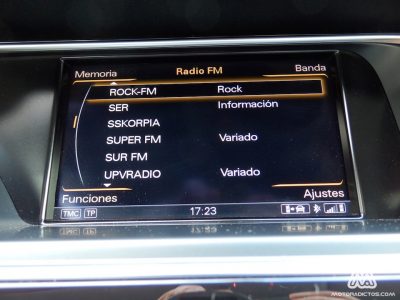 Memoria Radio FM Banda
ROCK-FM Rock
SER Información
SSKORPIA
SUPER FM Variado
SUR FM
UPVRADIO Variado
Funciones Ajustes
TMC TP 17.23
MOTORADICTOS.COM